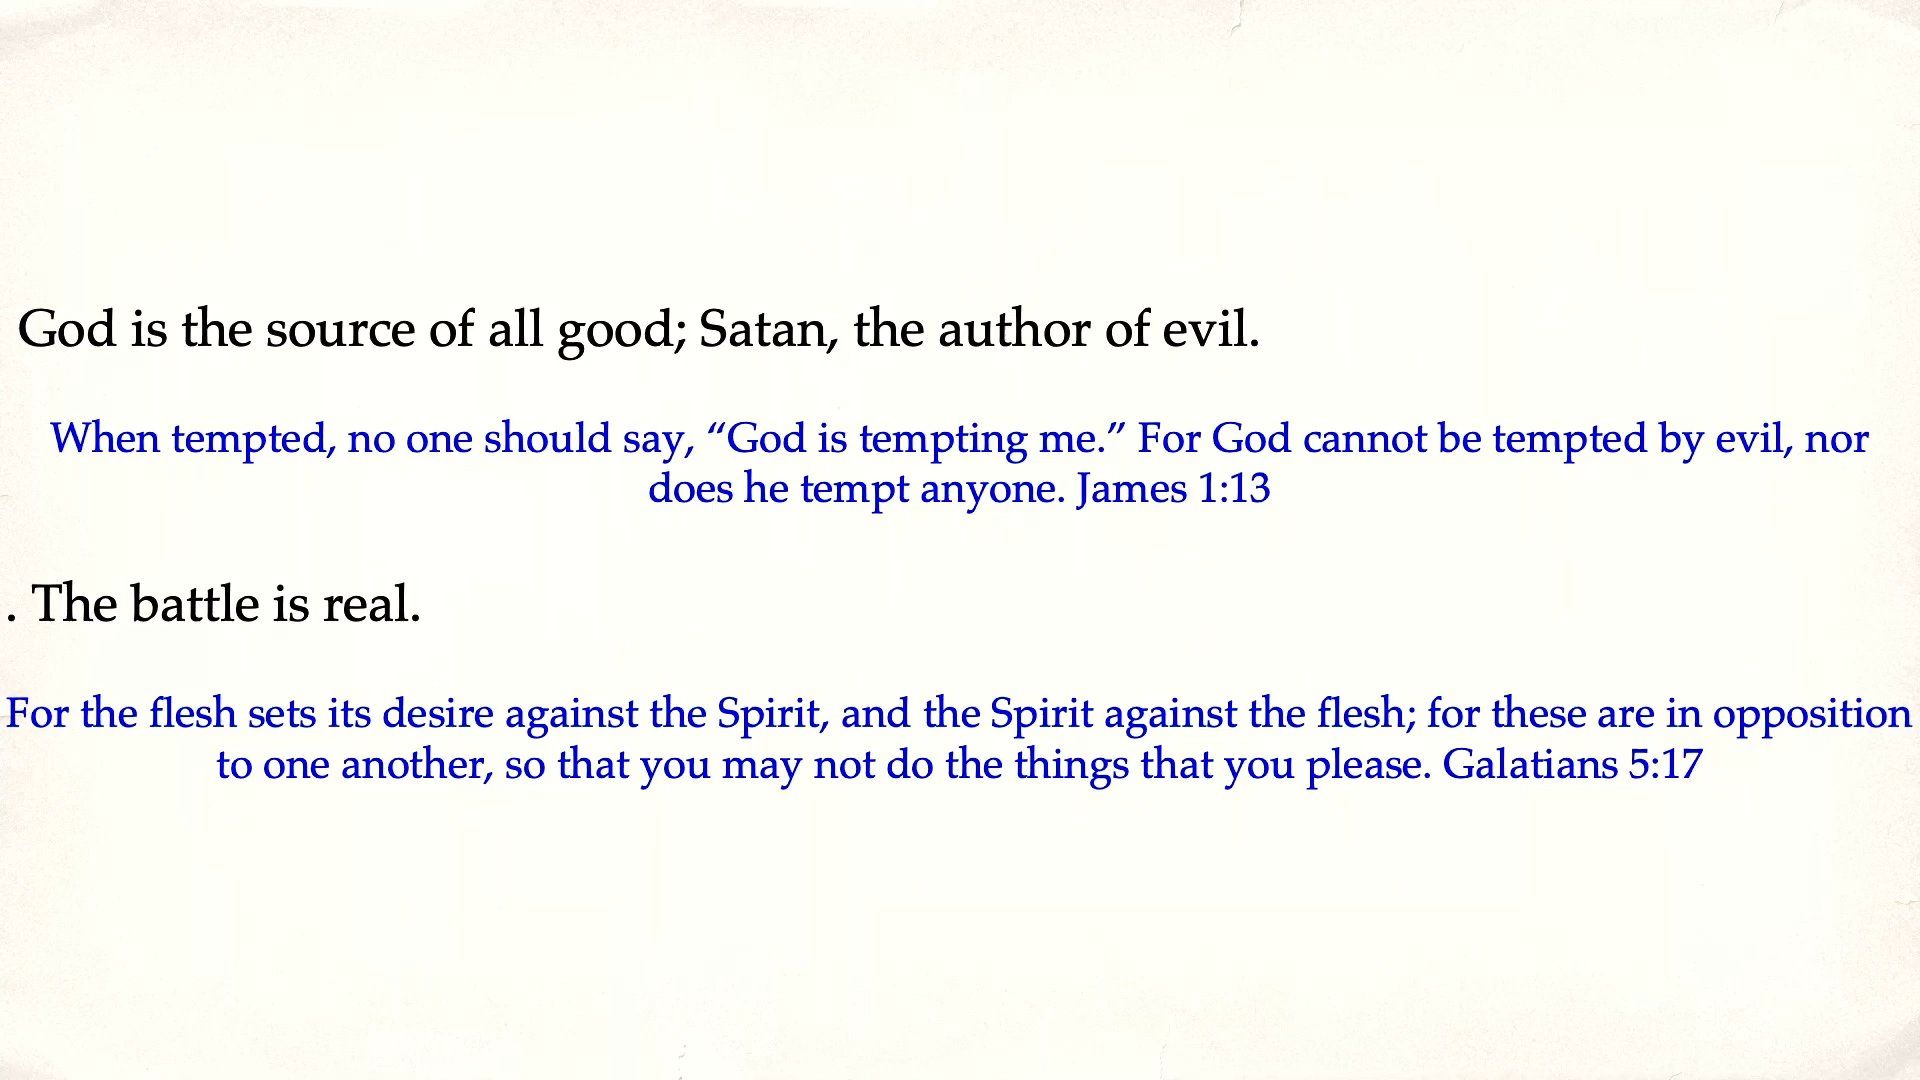 God is the source of all good; Satan, the author of evil.
When tempted, no one should say, “God is tempting me.” For God cannot be tempted by evil, nor
does he tempt anyone. James 1:13
. The battle is real.
For the flesh sets its desire against the Spirit, and the Spirit against the flesh; for these are in opposition
to one another, so that you may not do the things that you please. Galatians 5:17